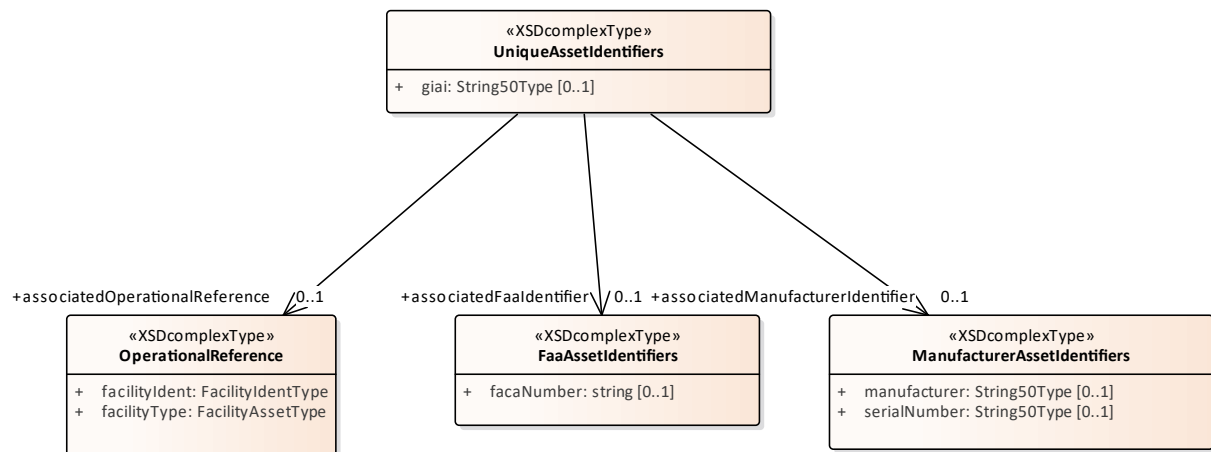 «XSDcomplexType»
UniqueAssetIdentifiers
+ giai: String50Type [0..1]
+associatedOperationalReference 0..1
+associatedFaaIdentifier 0..1
+associatedManufacturerIdentifier 0..1
«XSDcomplexType»
OperationalReference
+ facilityIdent: FacilityIdentType
+ facilityType: FacilityAssetType
«XSDcomplexType»
FaaAssetIdentifiers
+ facaNumber: string [0..1]
«XSDcomplexType»
ManufacturerAssetIdentifiers
+ manufacturer: String50Type [0..1]
+ serialNumber: String50Type [0..1]